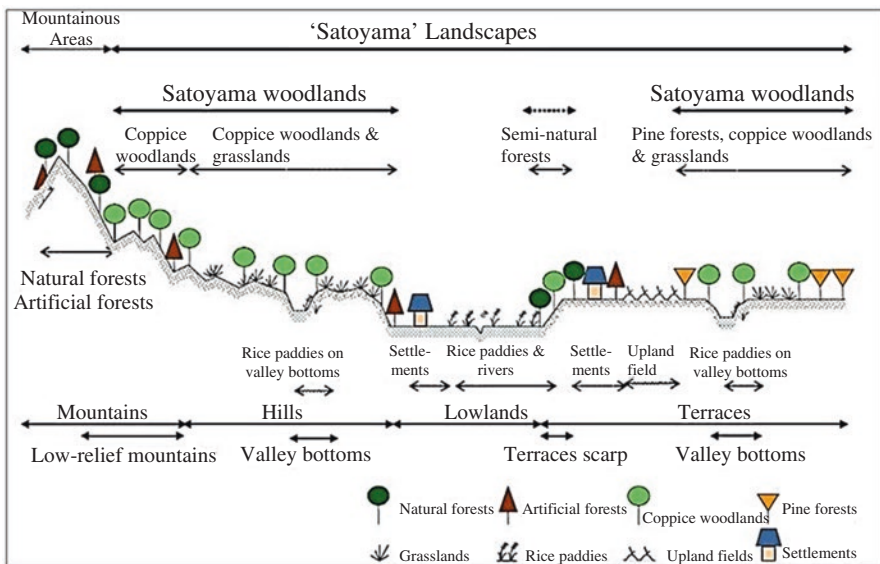 Mountainous
Areas
‘Satoyama’ Landscapes
Satoyama woodlands
Satoyama woodlands
Coppice
woodlands
Coppice woodlands &
grasslands
Semi-natural
forests
Pine forests, coppice woodlands
& grasslands
Natural forests
Artificial forests
Rice paddies on
valley bottoms
Settle-
ments
Rice paddies &
rivers
Settle-
ments
Upland
field
Rice paddies on
valley bottoms
Mountains
Hills
Lowlands
Terraces
Low-relief mountains
Valley bottoms
Terraces scarp
Valley bottoms
Natural forests
Artificial forests
Coppice woodlands
Pine forests
Grasslands
Rice paddies
Upland fields
Settlements